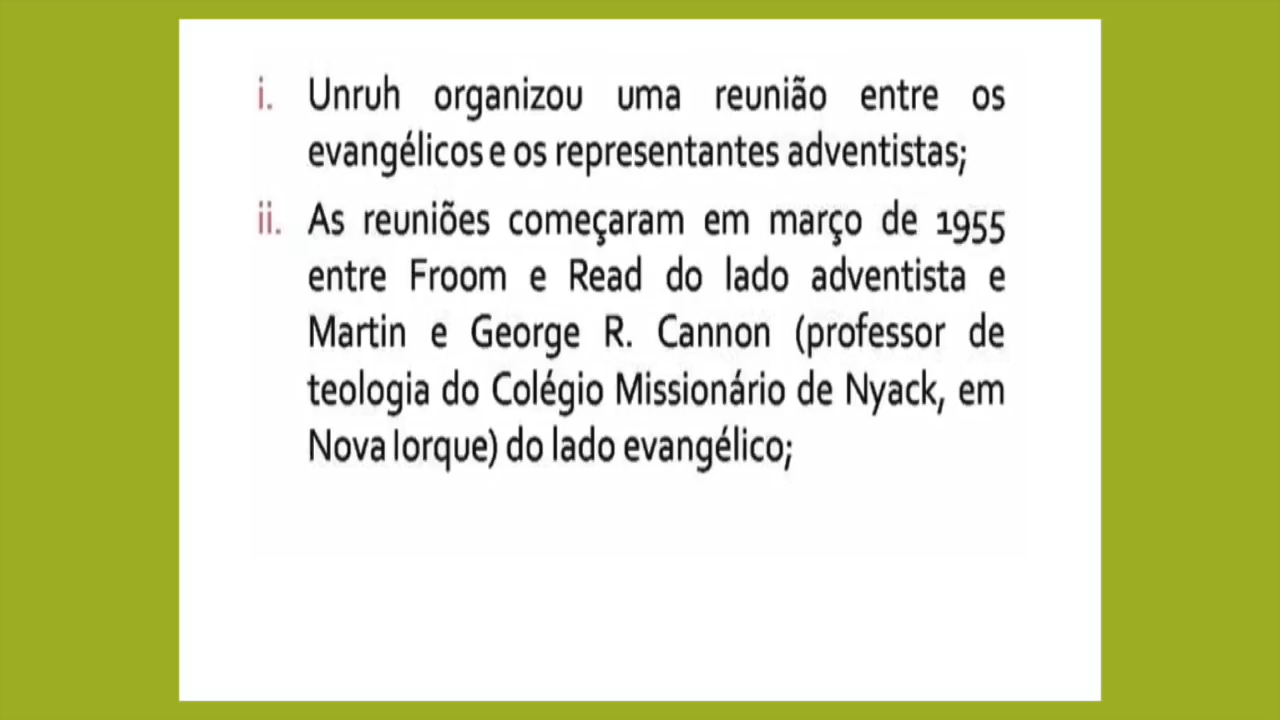 i. Unruh organizou uma reunião entre os
evangélicos e os representantes adventistas;
ii. As reuniões começaram em março de 1955
entre Froom e Read do lado adventista e
Martin e George R. Cannon (professor de
teologia do Colégio Missionário de Nyack, em
Nova Iorque) do lado evangélico;